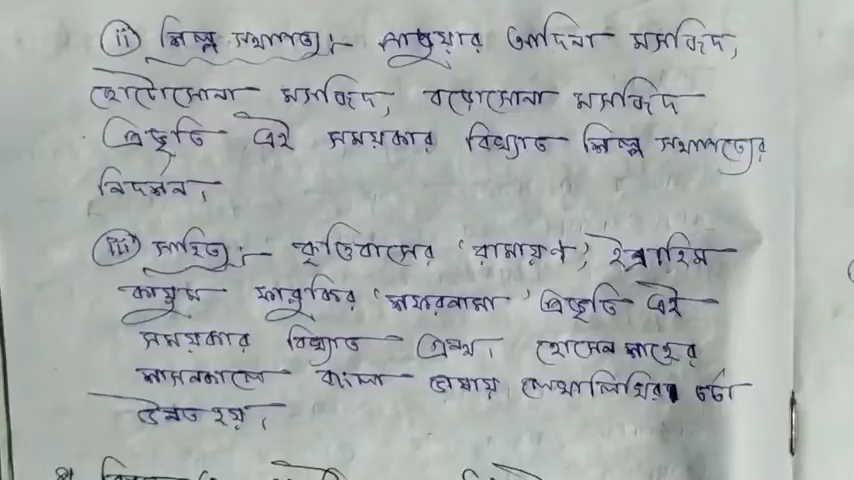 (ii) শিল্প স্থাপত্য :- পান্ডুয়ার আদিনা মসজিদ,
ছোটোসোনা মসজিদ, বড়োসোনা মসজিদ
প্রভৃতি এই সময়কার বিখ্যাত শিল্প স্থাপত্যের
নিদর্শন।
(iii) সাহিত্য :- কৃত্তিবাসের 'রামায়ণ', ইব্রাহিম
কায়ুম ফারুকির 'শরফনামা' প্রভৃতি এই
সময়কার বিখ্যাত গ্রন্থ। হোসেন শাহের
শাসনকালে বাংলা ভাষায় লেখালিখির চর্চা
উন্নত হয়।